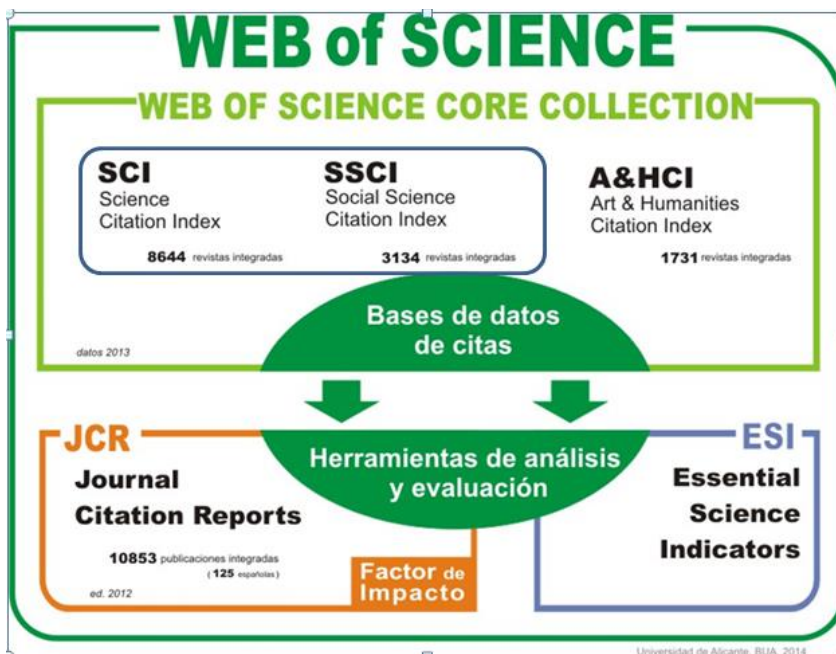 WEB of SCIENCE
WEB OF SCIENCE CORE COLLECTION
SCI
Science
Citation Index
8644 revistas integradas
SSCI
Social Science
Citation Index
3134 revistas integradas
A&HCI
Art & Humanities
Citation Index
1731 revistas integradas
Bases de datos
de citas
datos 2013
JCR
Journal
Citation Reports
10853 publicaciones integradas
( 125 españolas )
ed. 2012
Herramientas de análisis
y evaluación
Factor de
Impacto
ESI
Essential
Science
Indicators
Universidad de Alicante. BUA. 2014